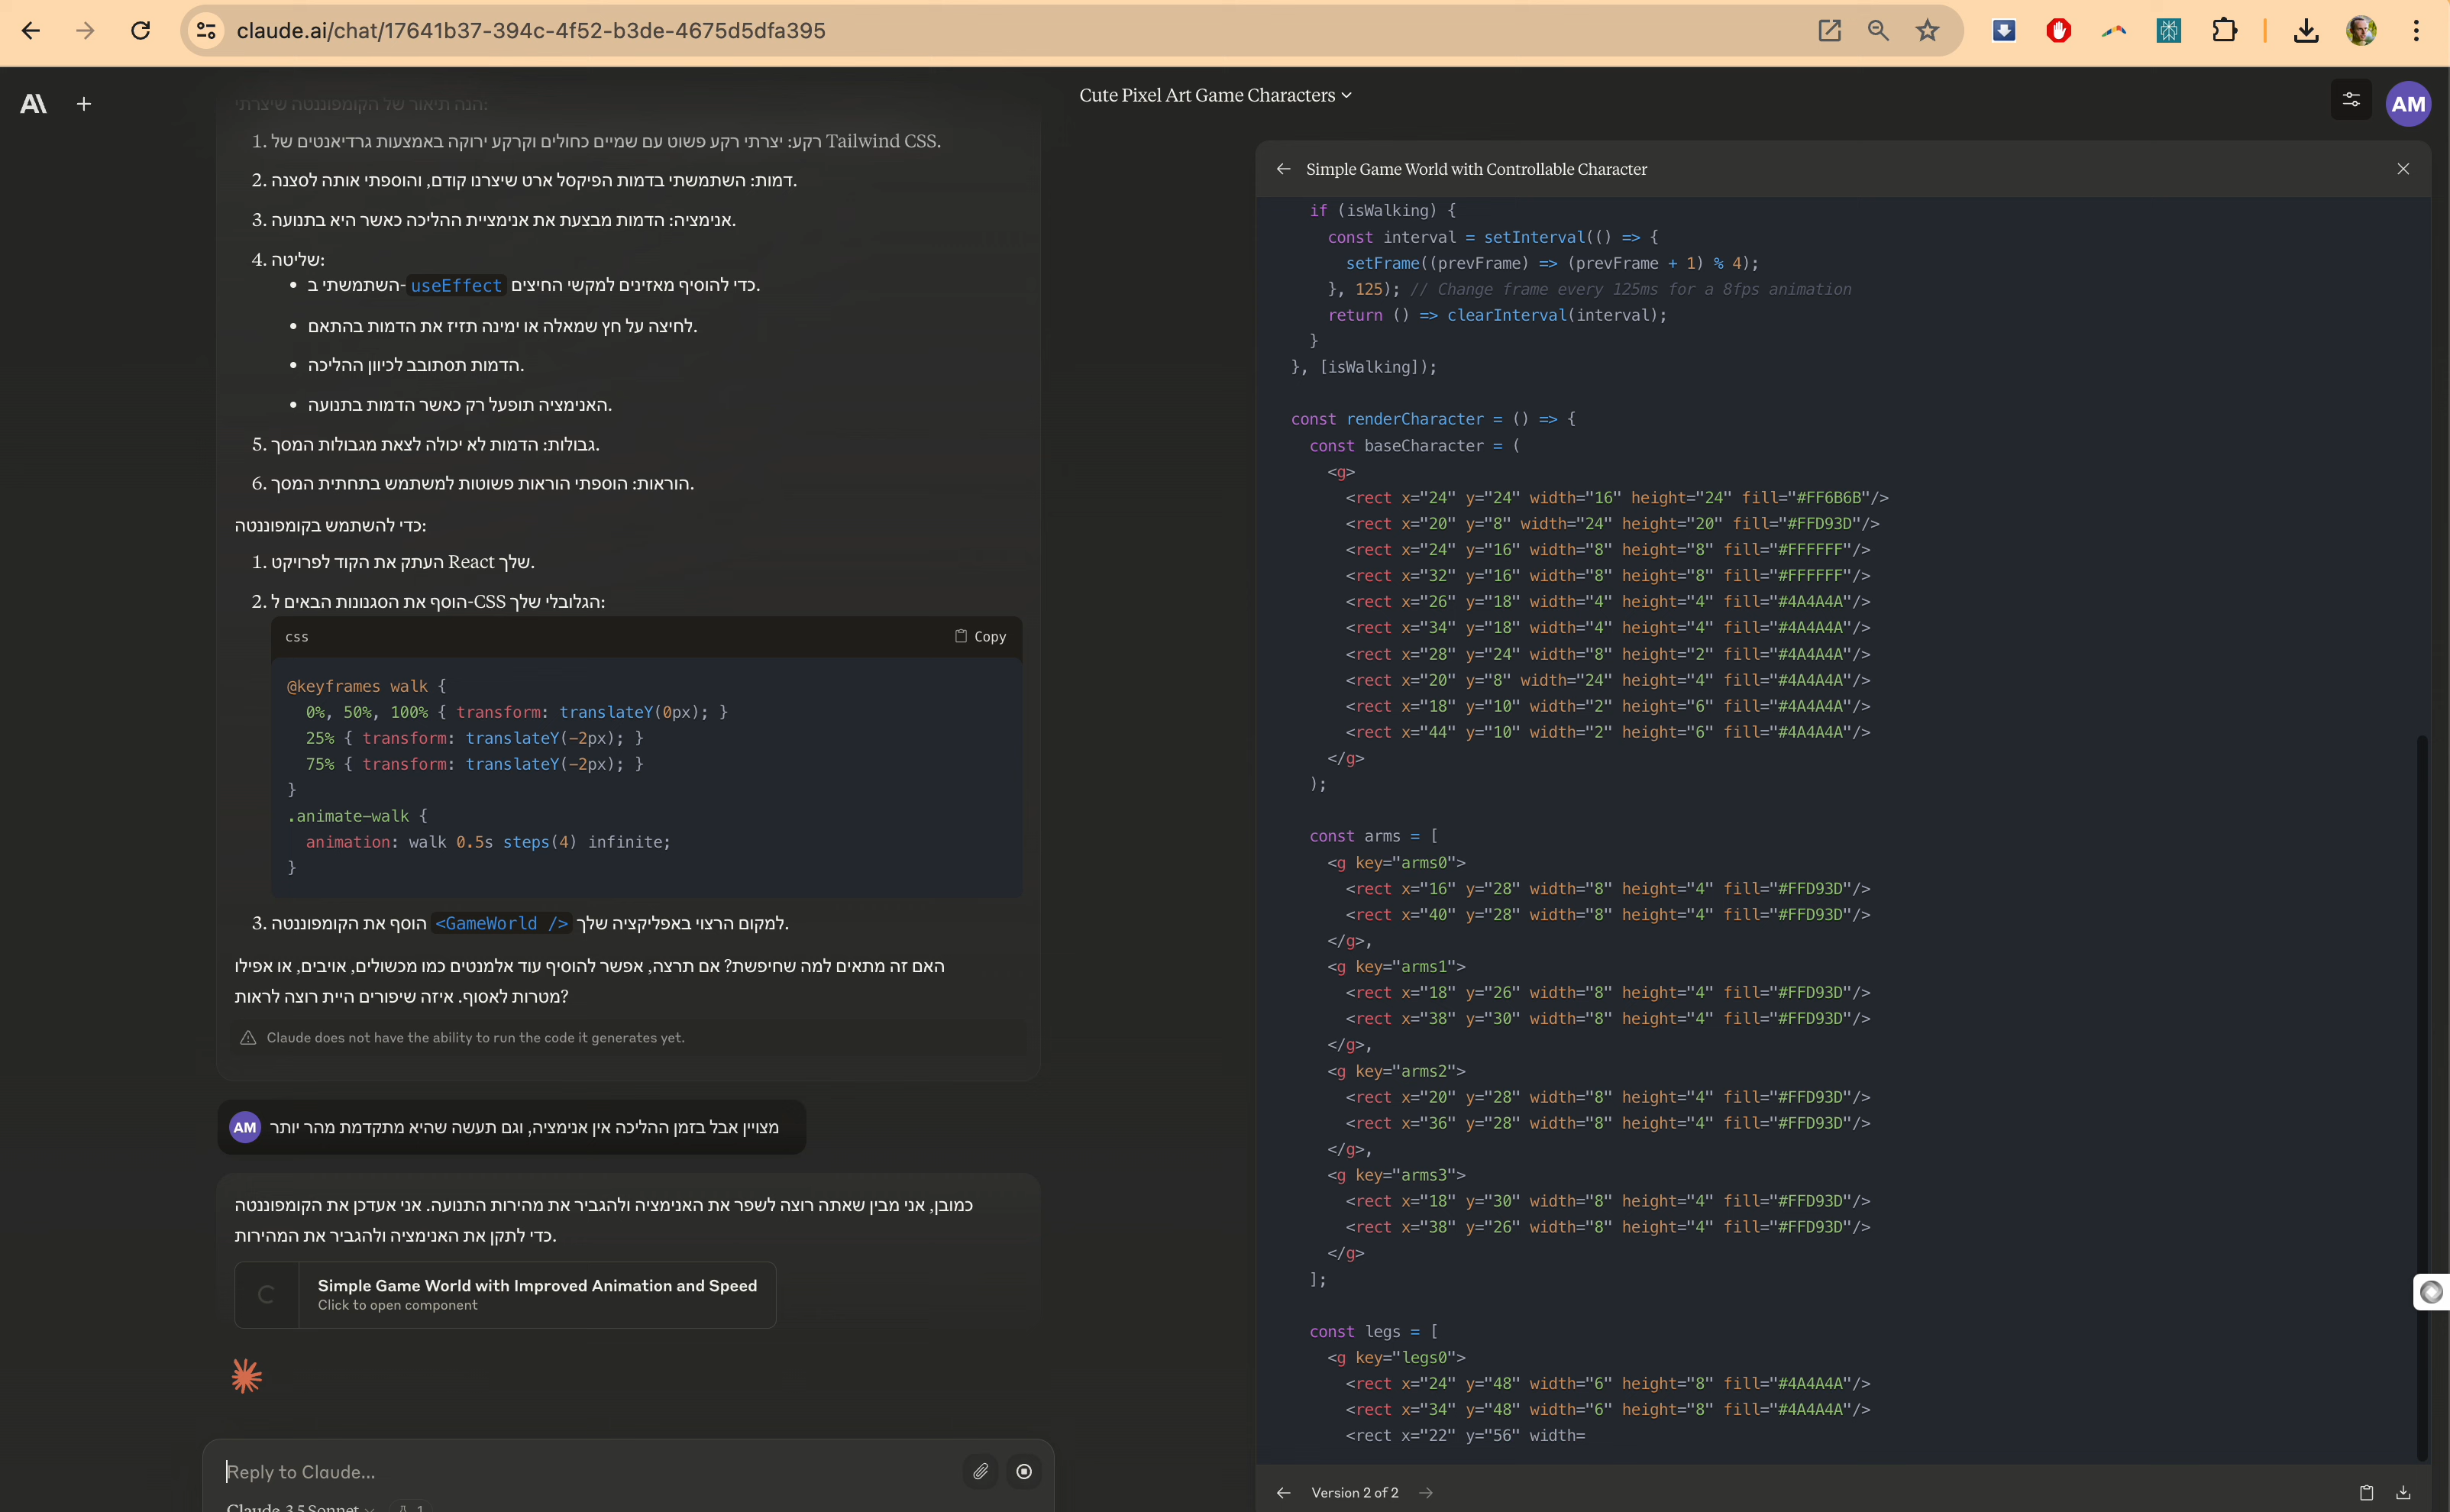 claude.ai/chat/17641b37-394c-4f52-b3de-4675d5dfa395
Cute Pixel Art Game Characters
AM
הנה תיאור של הקומפוננטה שיצרתי:
1. רקע: יצרתי רקע פשוט עם שמיים כחולים וקרקע ירוקה באמצעות גרדיאנטים של Tailwind CSS.
2. דמות: השתמשתי בדמות הפיקסל ארט שיצרנו קודם, והוספתי אותה לסצנה.
3. אנימציה: הדמות מבצעת את אנימציית ההליכה כאשר היא בתנועה.
4. שליטה:
• השתמשתי ב-useEffect כדי להוסיף מאזינים למקשי החיצים.
• לחיצה על חץ שמאלה או ימינה תזיז את הדמות בהתאם.
• הדמות תסתובב לכיוון ההליכה.
• האנימציה תופעל רק כאשר הדמות בתנועה.
5. גבולות: הדמות לא יכולה לצאת מגבולות המסך.
6. הוראות: הוספתי הוראות פשוטות למשתמש בתחתית המסך.
כדי להשתמש בקומפוננטה:
1. העתק את הקוד לפרויקט React שלך.
2. הוסף את הסגנונות הבאים ל-CSS הגלובלי שלך:
css
Copy
@keyframes walk {
0%, 50%, 100% { transform: translateY(0px); }
25% { transform: translateY(-2px); }
75% { transform: translateY(-2px); }
}
.animate-walk {
animation: walk 0.5s steps(4) infinite;
}
3. הוסף את הקומפוננטה <GameWorld /> למקום הרצוי באפליקציה שלך.
האם זה מתאים למה שחיפשת? אם תרצה, אפשר להוסיף עוד אלמנטים כמו מכשולים, אויבים, או אפילו
מטרות לאסוף. איזה שיפורים היית רוצה לראות?
Claude does not have the ability to run the code it generates yet.
AM מצויין אבל בזמן ההליכה אין אנימציה, וגם תעשה שהיא מתקדמת מהר יותר
כמובן, אני מבין שאתה רוצה לשפר את האנימציה ולהגביר את מהירות התנועה. אני אעדכן את הקומפוננטה
כדי לתקן את האנימציה ולהגביר את המהירות.
Simple Game World with Improved Animation and Speed
Click to open component
Reply to Claude...
Claude 3.5 Sonnet
1
Simple Game World with Controllable Character
if (isWalking) {
const interval = setInterval(() => {
setFrame((prevFrame) => (prevFrame + 1) % 4);
}, 125); // Change frame every 125ms for a 8fps animation
return () => clearInterval(interval);
}
}, [isWalking]);
const renderCharacter = () => {
const baseCharacter = (
<g>
<rect x="24" y="24" width="16" height="24" fill="#FF6B6B"/>
<rect x="20" y="8" width="24" height="20" fill="#FFD93D"/>
<rect x="24" y="16" width="8" height="8" fill="#FFFFFF"/>
<rect x="32" y="16" width="8" height="8" fill="#FFFFFF"/>
<rect x="26" y="18" width="4" height="4" fill="#4A4A4A"/>
<rect x="34" y="18" width="4" height="4" fill="#4A4A4A"/>
<rect x="28" y="24" width="8" height="2" fill="#4A4A4A"/>
<rect x="20" y="8" width="24" height="4" fill="#4A4A4A"/>
<rect x="18" y="10" width="2" height="6" fill="#4A4A4A"/>
<rect x="44" y="10" width="2" height="6" fill="#4A4A4A"/>
</g>
);
const arms = [
<g key="arms0">
<rect x="16" y="28" width="8" height="4" fill="#FFD93D"/>
<rect x="40" y="28" width="8" height="4" fill="#FFD93D"/>
</g>,
<g key="arms1">
<rect x="18" y="26" width="8" height="4" fill="#FFD93D"/>
<rect x="38" y="30" width="8" height="4" fill="#FFD93D"/>
</g>,
<g key="arms2">
<rect x="20" y="28" width="8" height="4" fill="#FFD93D"/>
<rect x="36" y="28" width="8" height="4" fill="#FFD93D"/>
</g>,
<g key="arms3">
<rect x="18" y="30" width="8" height="4" fill="#FFD93D"/>
<rect x="38" y="26" width="8" height="4" fill="#FFD93D"/>
</g>
];
const legs = [
<g key="legs0">
<rect x="24" y="48" width="6" height="8" fill="#4A4A4A"/>
<rect x="34" y="48" width="6" height="8" fill="#4A4A4A"/>
<rect x="22" y="56" width=
Version 2 of 2